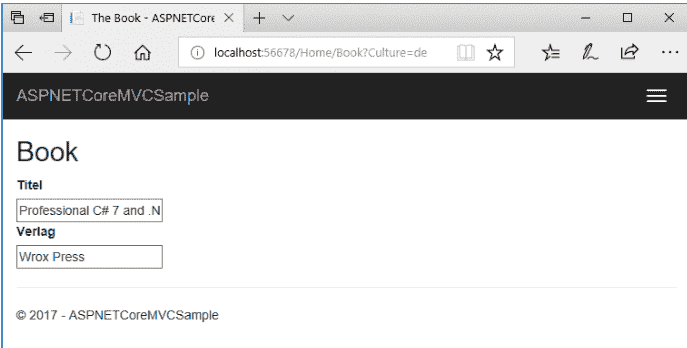 The Book - ASPNETCore
localhost:56678/Home/Book?Culture=de
ASPNETCoreMVCSample
Book
Titel
Professional C# 7 and .N
Verlag
Wrox Press
© 2017 - ASPNETCoreMVCSample